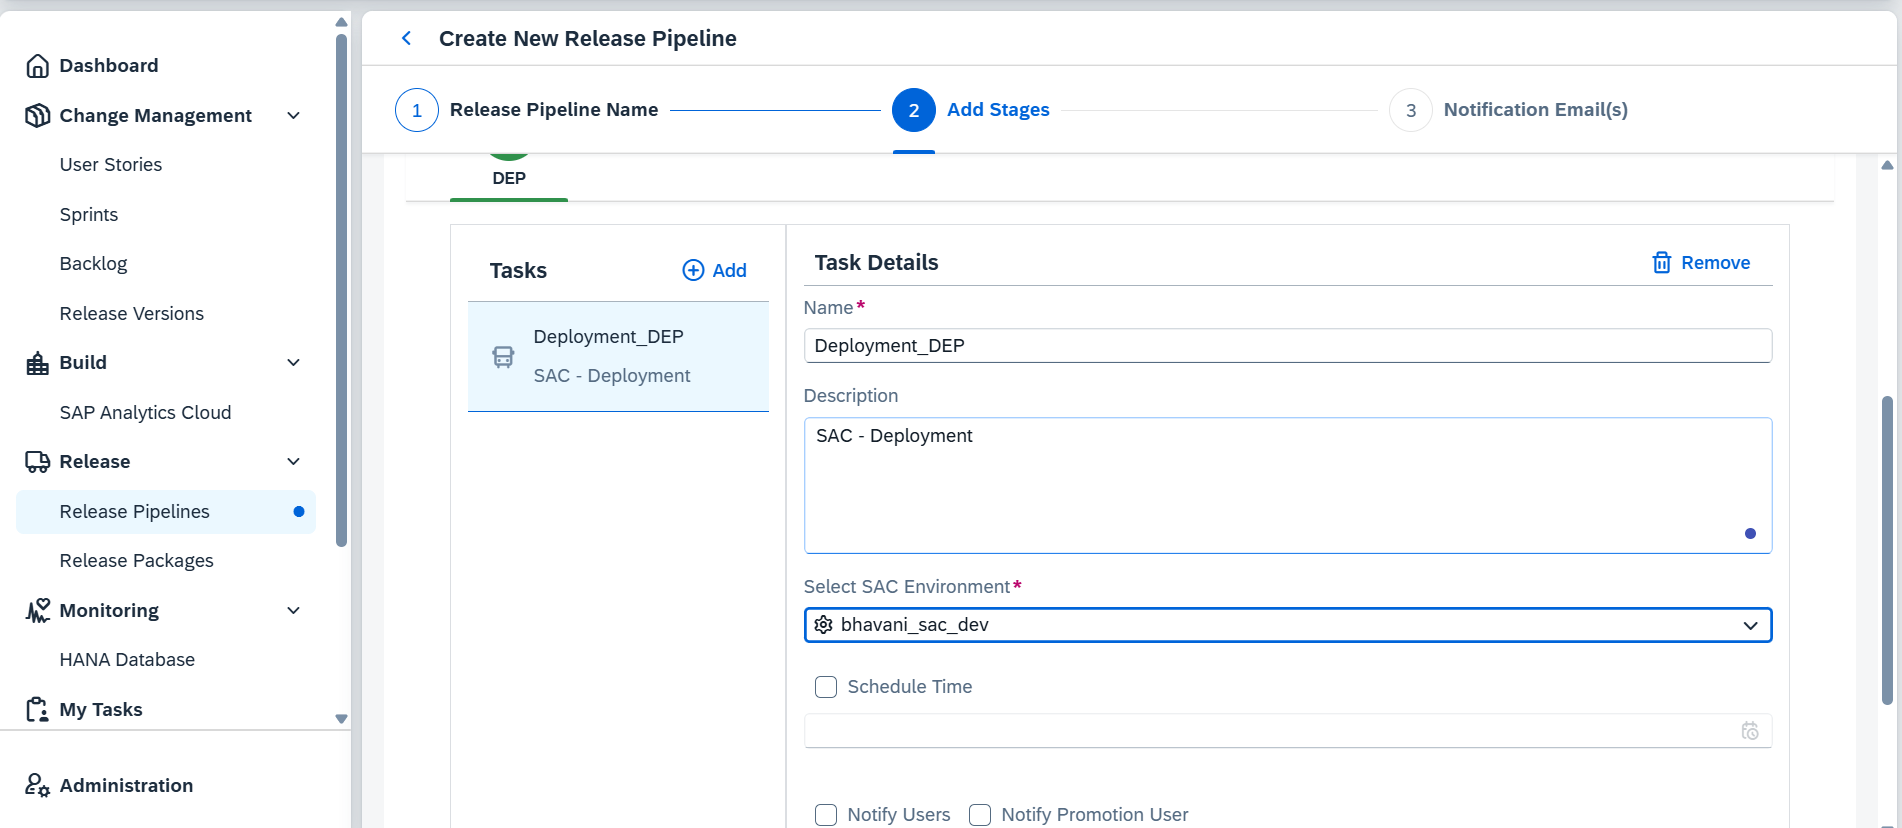 Dashboard
Change Management
User Stories
Sprints
Backlog
Release Versions
Build
SAP Analytics Cloud
Release
Release Pipelines
Release Packages
Monitoring
HANA Database
My Tasks
Administration
Create New Release Pipeline
1 Release Pipeline Name
2 Add Stages
3 Notification Email(s)
DEP
Tasks
Add
Deployment_DEP
SAC - Deployment
Task Details
Remove
Name*
Deployment_DEP
Description
SAC - Deployment
Select SAC Environment*
bhavani_sac_dev
Schedule Time
Notify Users
Notify Promotion User